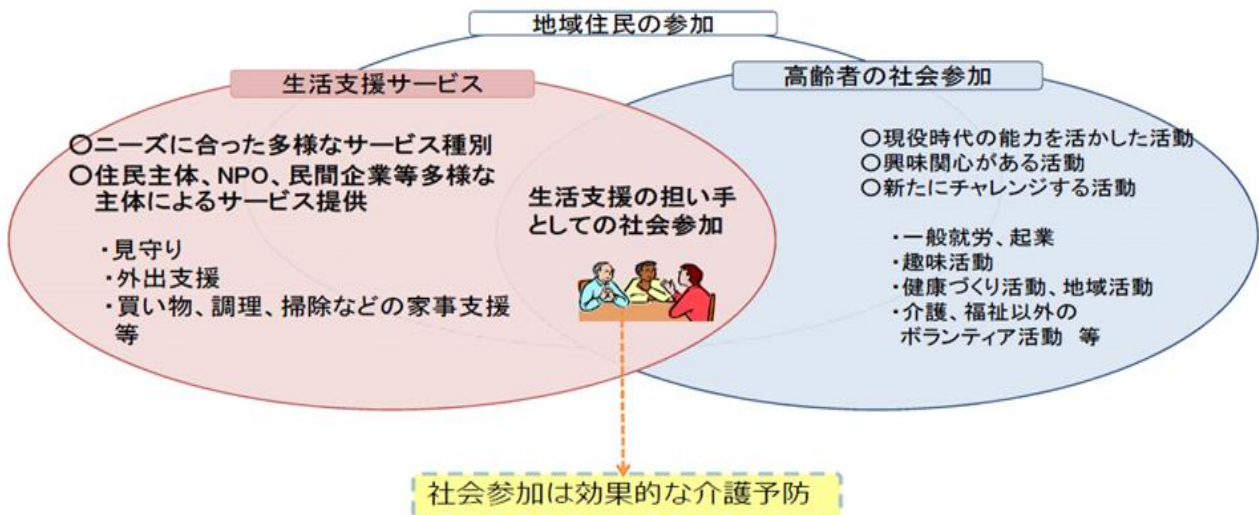 地域住民の参加
生活支援サービス
○ニーズに合った多様なサービス種別
○住民主体、NPO、民間企業等多様な
主体によるサービス提供
・見守り
・外出支援
・買い物、調理、掃除などの家事支援
等
生活支援の担い手
としての社会参加
高齢者の社会参加
○現役時代の能力を活かした活動
○興味関心がある活動
○新たにチャレンジする活動
・一般就労、起業
・趣味活動
・健康づくり活動、地域活動
・介護、福祉以外の
ボランティア活動 等
社会参加は効果的な介護予防